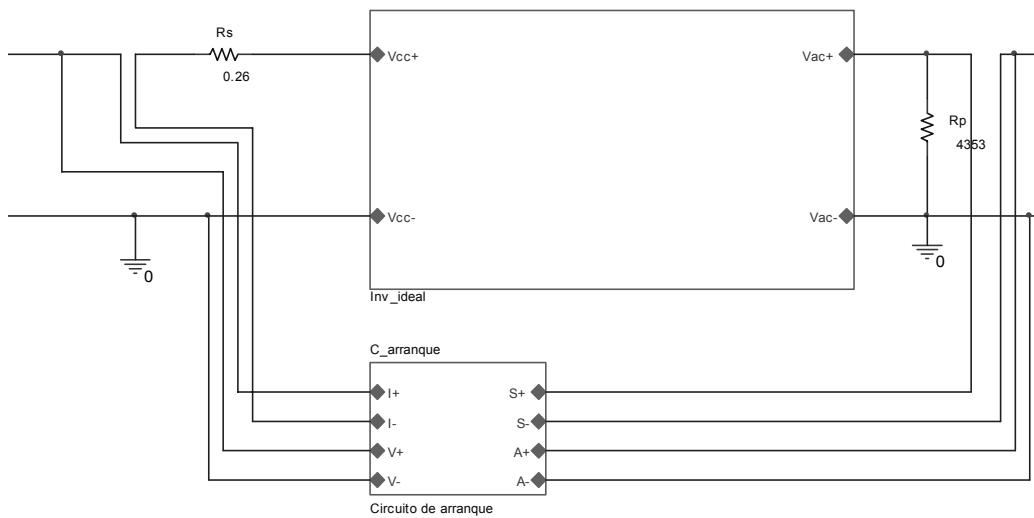 Rs
0.26
Vcc+
Vac+
Rp
4353
Vcc-
Vac-
0
0
Inv_ideal
C_arranque
I+
S+
I-
S-
V+
A+
V-
A-
Circuito de arranque